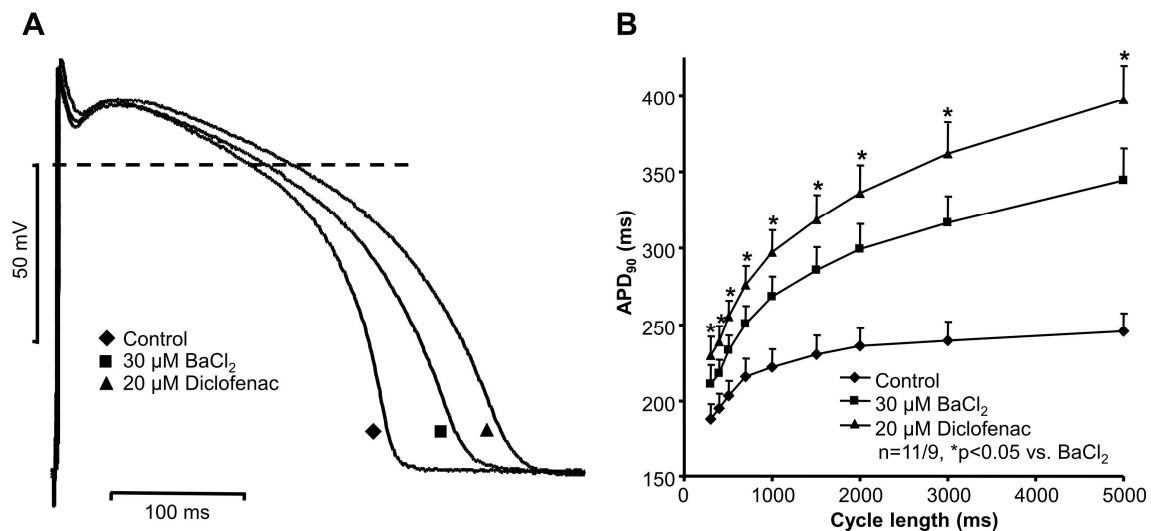 A
50 mV
Control
30 µM BaCl₂
20 µM Diclofenac
100 ms
B
APD₉₀ (ms)
400
350
300
250
200
150
* * * * * * * * *
Control
30 µM BaCl₂
20 µM Diclofenac
n=11/9, *p<0.05 vs. BaCl₂
0 1000 2000 3000 4000 5000
Cycle length (ms)